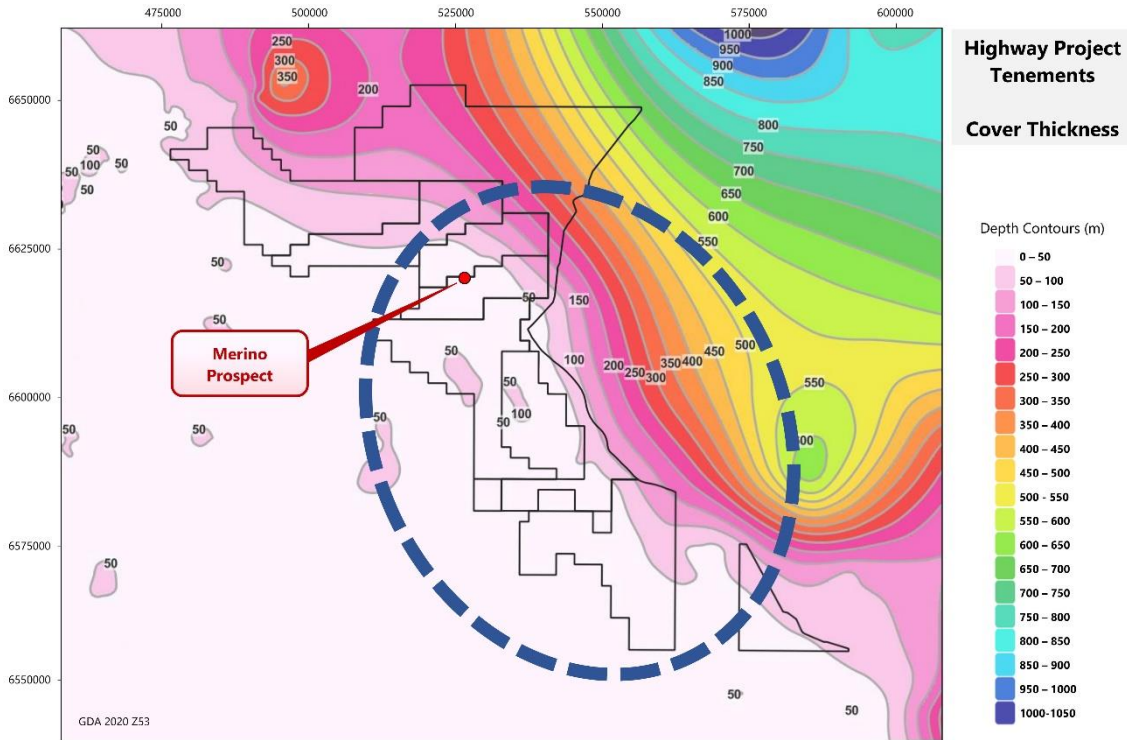 475000
500000
525000
550000
575000
600000
Highway Project
Tenements
Cover Thickness
6650000
6625000
6600000
6575000
6550000
250
300
350
200
1000
950
900
850
800
750
700
650
600
550
50
50
100
50
50
50
50
50
150
100
200
250
300
350
400
450
500
550
50
50
100
50
50
50
50
50
50
50
Merino
Prospect
GDA 2020 Z53
Depth Contours (m)
0 – 50
50 – 100
100 – 150
150 – 200
200 – 250
250 – 300
300 – 350
350 – 400
400 – 450
450 – 500
500 – 550
550 – 600
600 – 650
650 – 700
700 – 750
750 – 800
800 – 850
850 – 900
950 – 1000
1000-1050